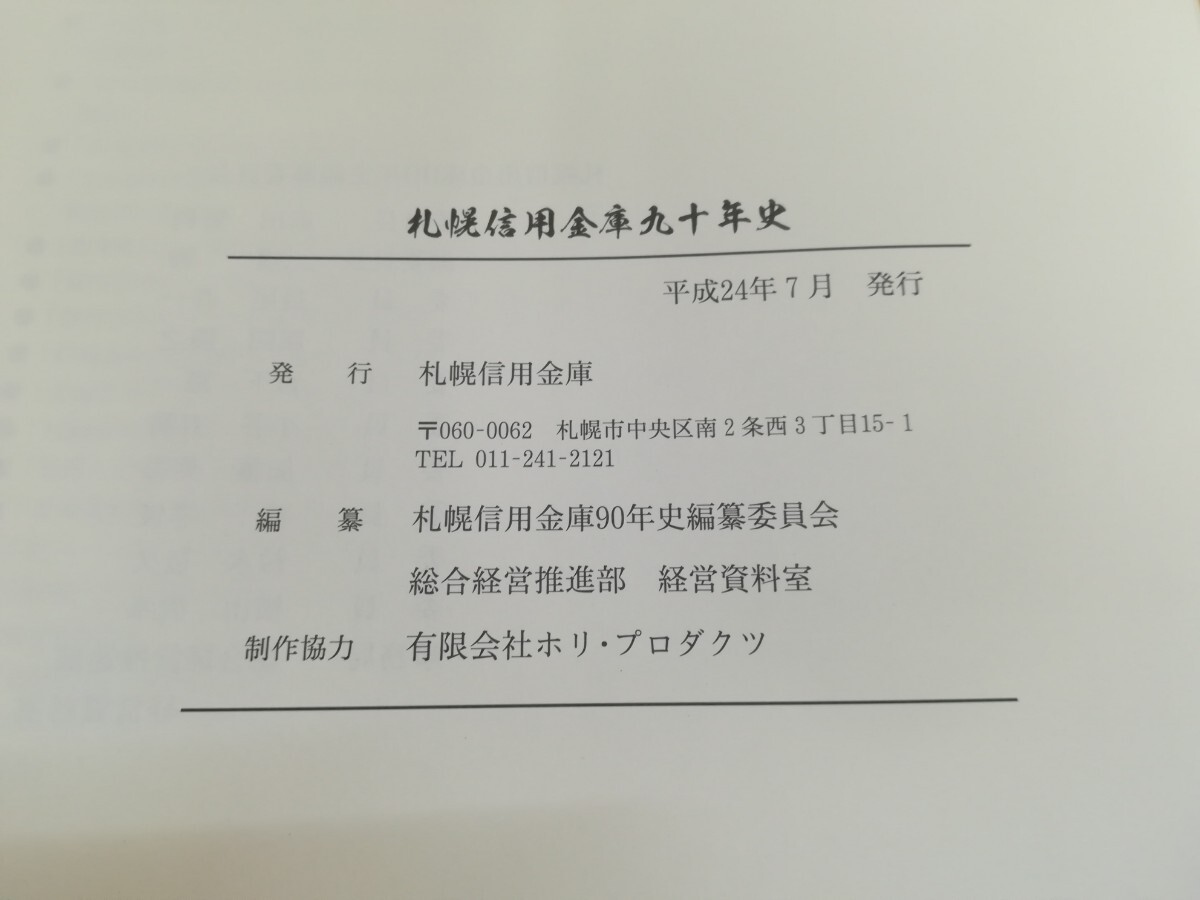 札幌信用金庫九十年史
平成24年7月 発行
発 行 札幌信用金庫
〒060-0062 札幌市中央区南2条西3丁目15-1
TEL 011-241-2121
編 纂 札幌信用金庫90年史編纂委員会
総合経営推進部 経営資料室
制作協力 有限会社ホリ・プロダクツ